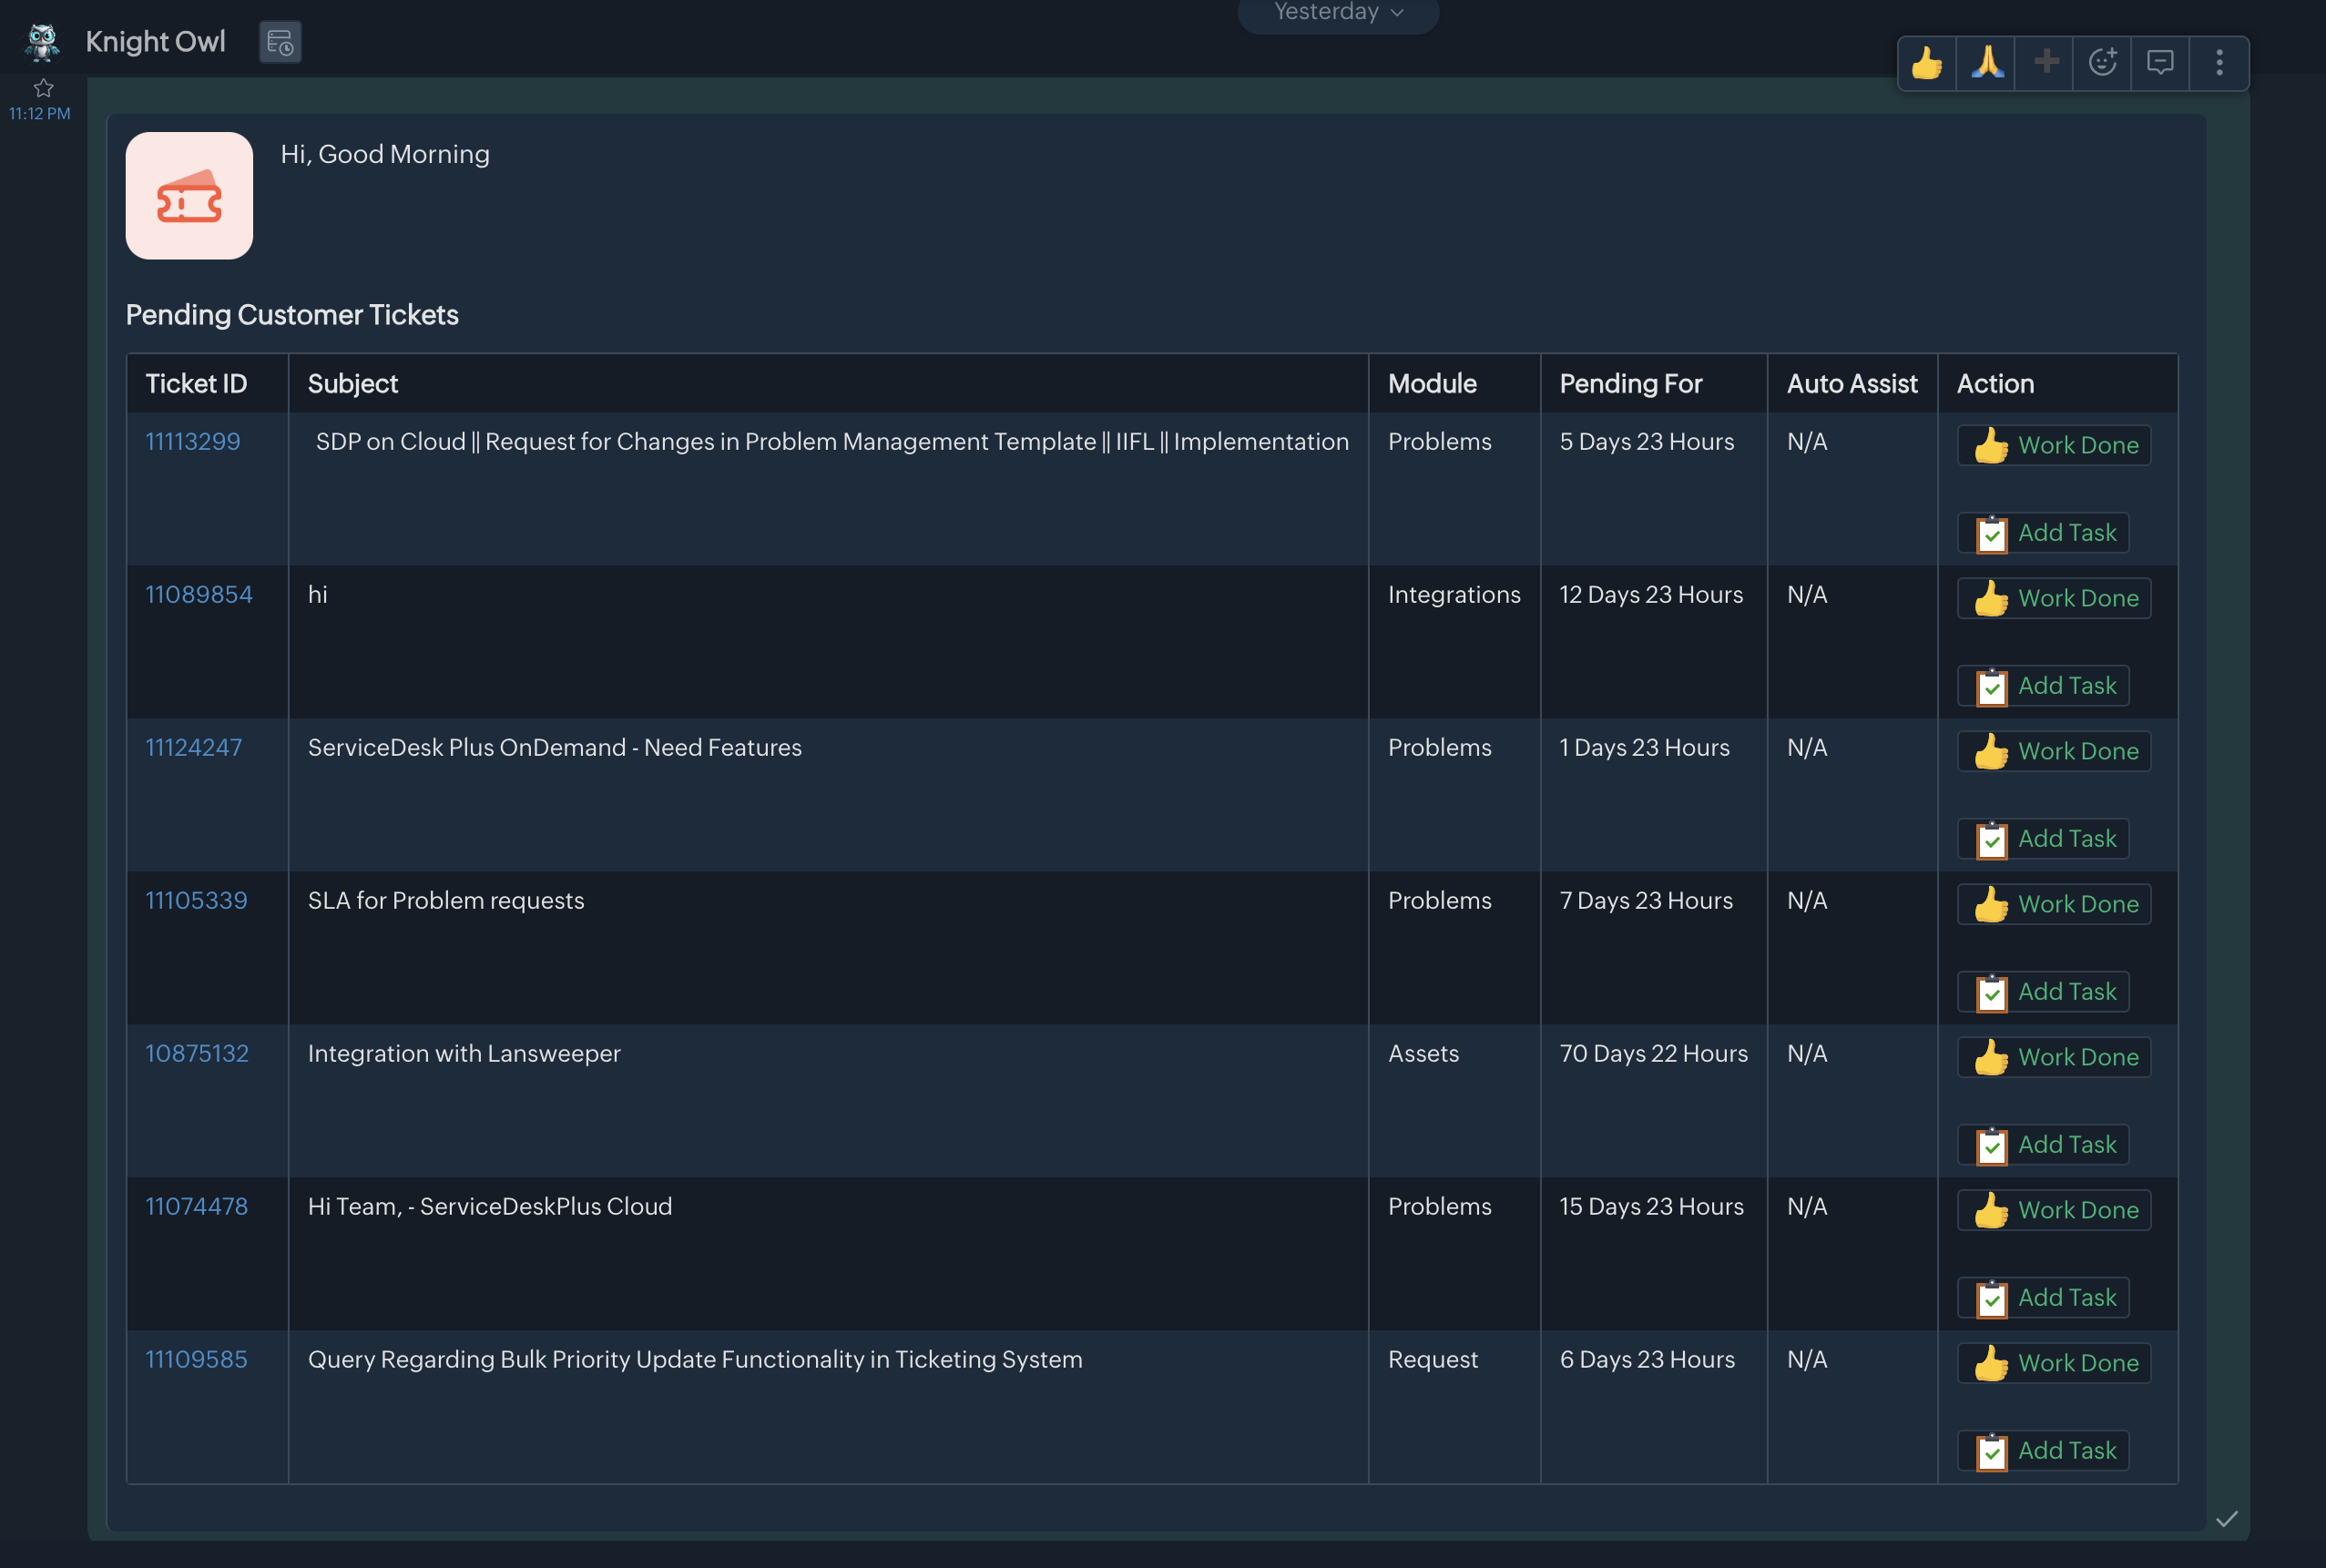 Yesterday
Knight Owl
11:12 PM
Hi, Good Morning
Pending Customer Tickets
Ticket ID Subject Module Pending For Auto Assist Action
11113299 SDP on Cloud || Request for Changes in Problem Management Template || IIFL || Implementation Problems 5 Days 23 Hours N/A 👍 Work Done
Add Task
11089854 hi Integrations 12 Days 23 Hours N/A 👍 Work Done
Add Task
11124247 ServiceDesk Plus OnDemand - Need Features Problems 1 Days 23 Hours N/A 👍 Work Done
Add Task
11105339 SLA for Problem requests Problems 7 Days 23 Hours N/A 👍 Work Done
Add Task
10875132 Integration with Lansweeper Assets 70 Days 22 Hours N/A 👍 Work Done
Add Task
11074478 Hi Team, - ServiceDeskPlus Cloud Problems 15 Days 23 Hours N/A 👍 Work Done
Add Task
11109585 Query Regarding Bulk Priority Update Functionality in Ticketing System Request 6 Days 23 Hours N/A 👍 Work Done
Add Task